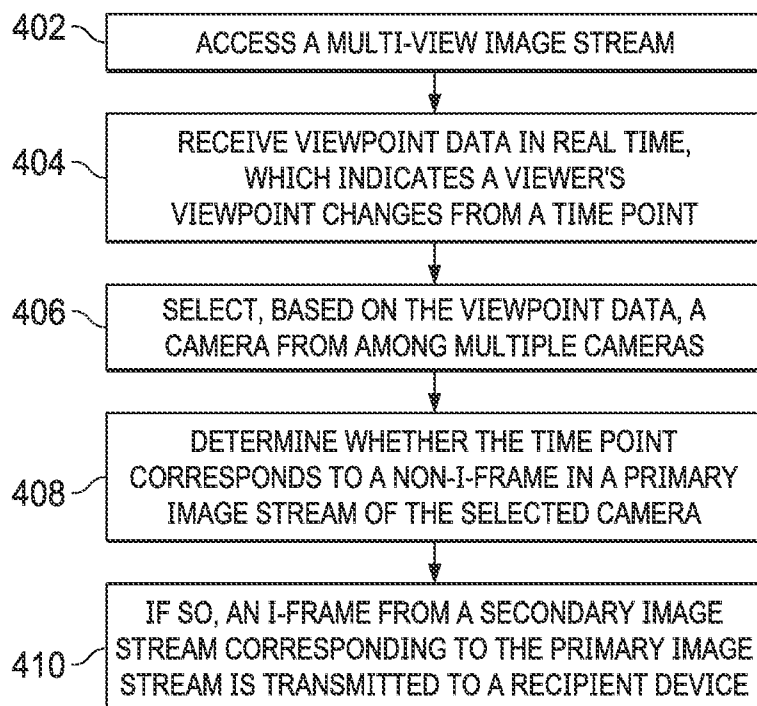 402
ACCESS A MULTI-VIEW IMAGE STREAM
404
RECEIVE VIEWPOINT DATA IN REAL TIME,
WHICH INDICATES A VIEWER'S
VIEWPOINT CHANGES FROM A TIME POINT
406
SELECT, BASED ON THE VIEWPOINT DATA, A
CAMERA FROM AMONG MULTIPLE CAMERAS
408
DETERMINE WHETHER THE TIME POINT
CORRESPONDS TO A NON-I-FRAME IN A PRIMARY
IMAGE STREAM OF THE SELECTED CAMERA
410
IF SO, AN I-FRAME FROM A SECONDARY IMAGE
STREAM CORRESPONDING TO THE PRIMARY IMAGE
STREAM IS TRANSMITTED TO A RECIPIENT DEVICE